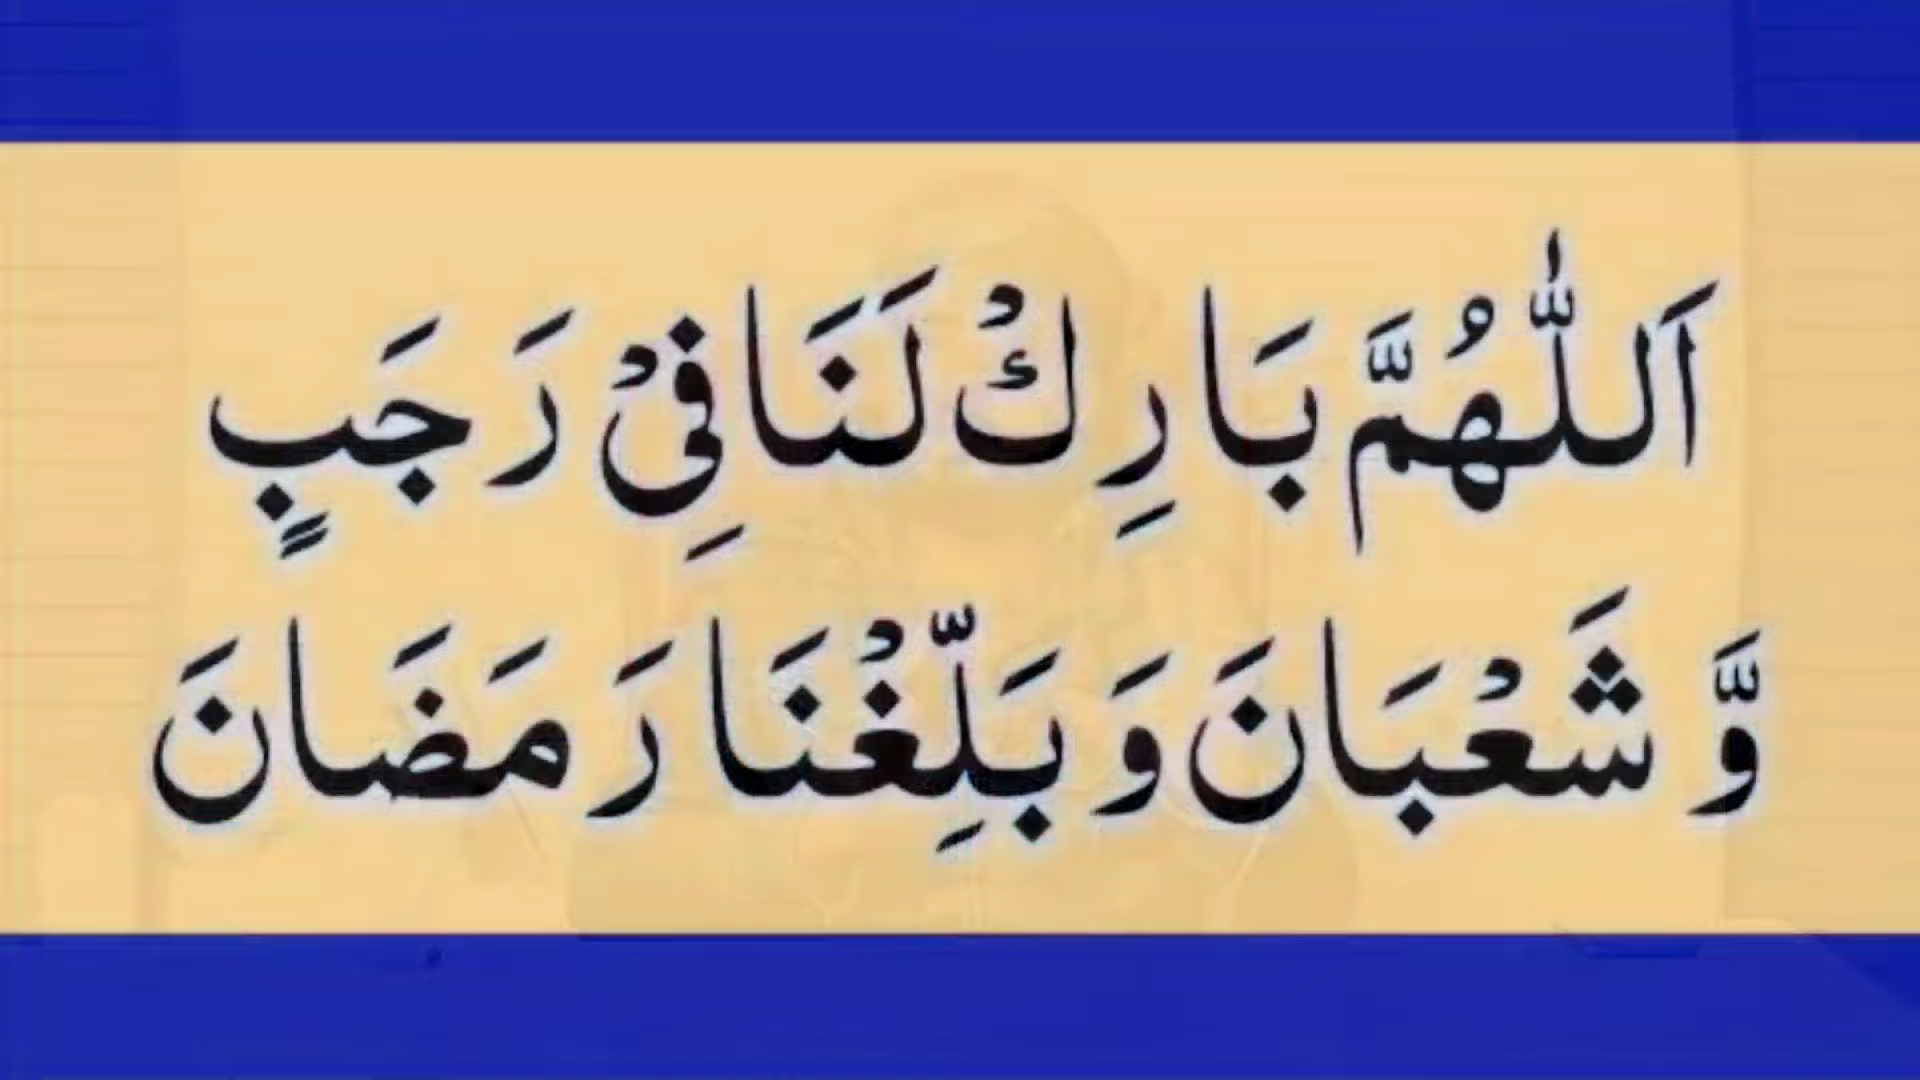 اَللّٰهُمَّ بَارِكْ لَنَا فِیْ رَجَبٍ
وَّ شَعْبَانَ وَ بَلِّغْنَا رَمَضَانَ